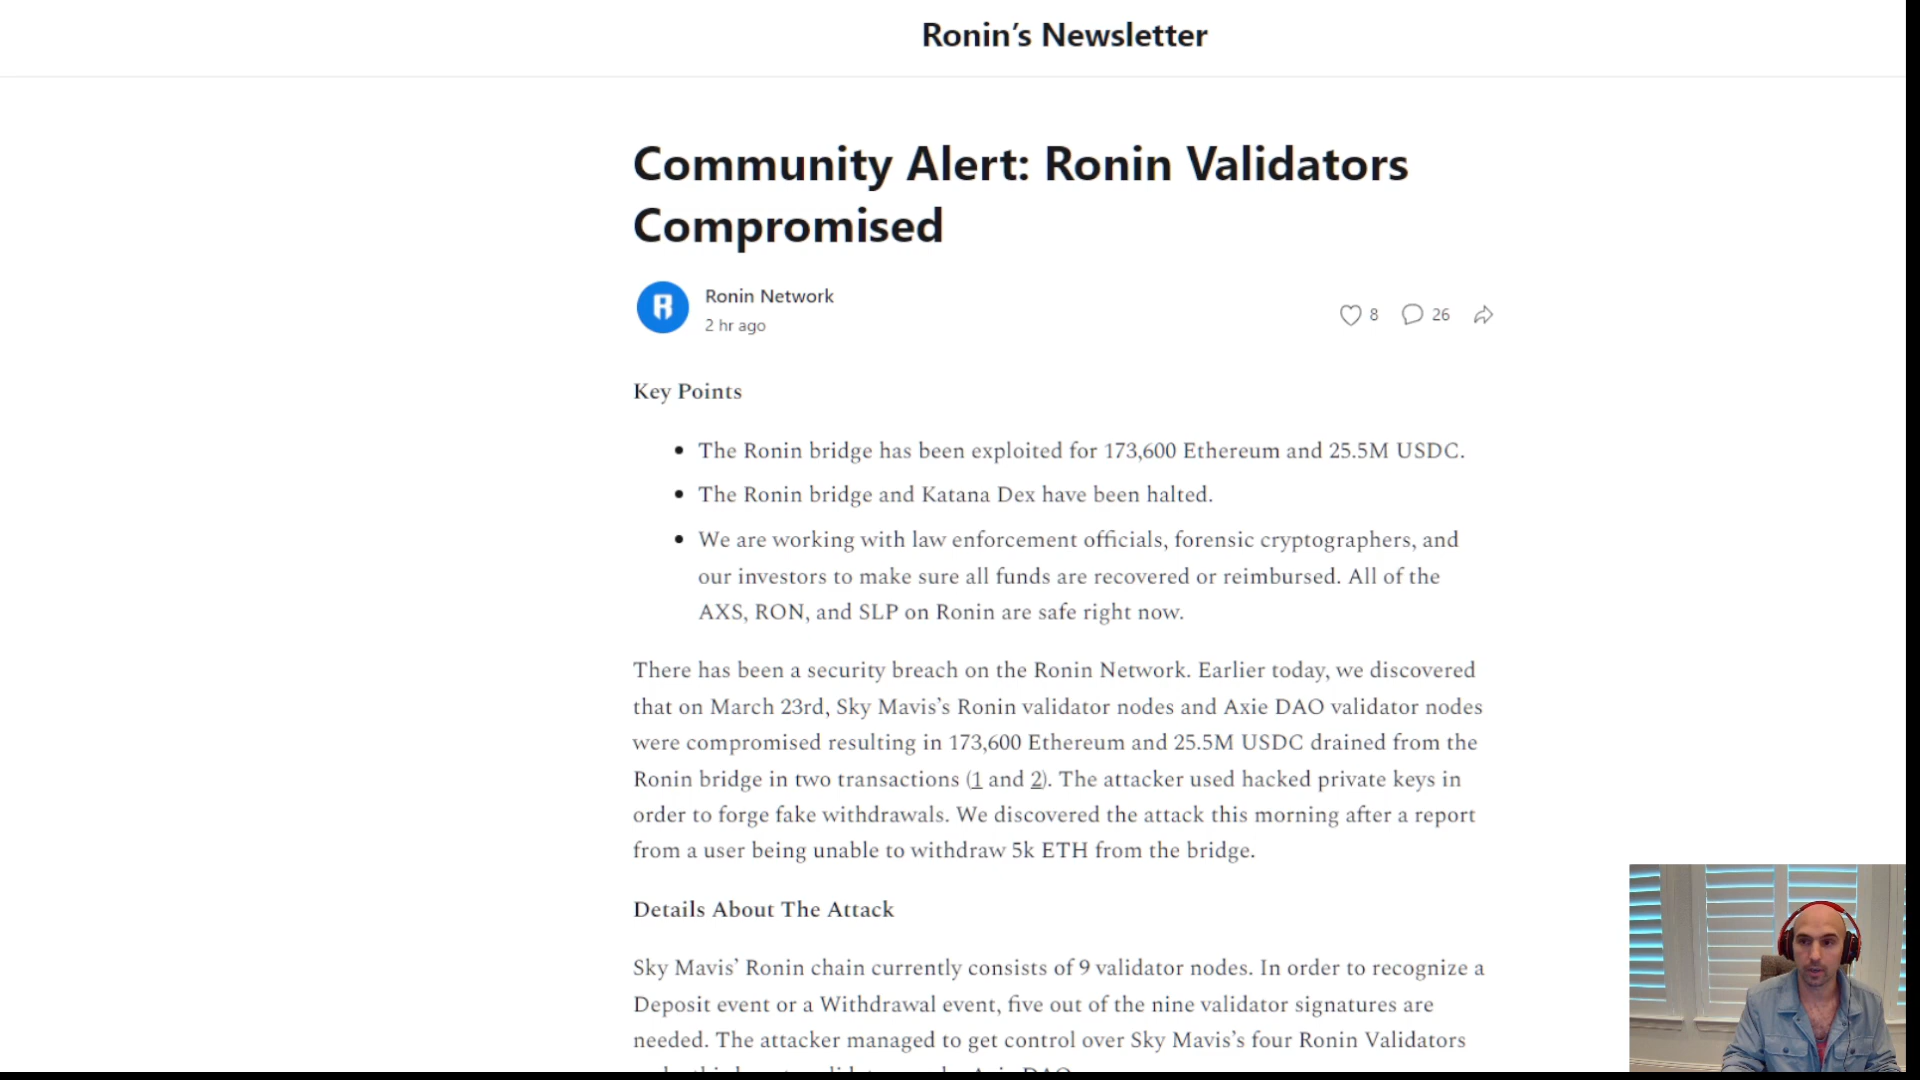 Ronin’s Newsletter
Community Alert: Ronin Validators
Compromised
Ronin Network
2 hr ago
8 26
Key Points
• The Ronin bridge has been exploited for 173,600 Ethereum and 25.5M USDC.
• The Ronin bridge and Katana Dex have been halted.
• We are working with law enforcement officials, forensic cryptographers, and
our investors to make sure all funds are recovered or reimbursed. All of the
AXS, RON, and SLP on Ronin are safe right now.
There has been a security breach on the Ronin Network. Earlier today, we discovered
that on March 23rd, Sky Mavis’s Ronin validator nodes and Axie DAO validator nodes
were compromised resulting in 173,600 Ethereum and 25.5M USDC drained from the
Ronin bridge in two transactions (1 and 2). The attacker used hacked private keys in
order to forge fake withdrawals. We discovered the attack this morning after a report
from a user being unable to withdraw 5k ETH from the bridge.
Details About The Attack
Sky Mavis’ Ronin chain currently consists of 9 validator nodes. In order to recognize a
Deposit event or a Withdrawal event, five out of the nine validator signatures are
needed. The attacker managed to get control over Sky Mavis’s four Ronin Validators